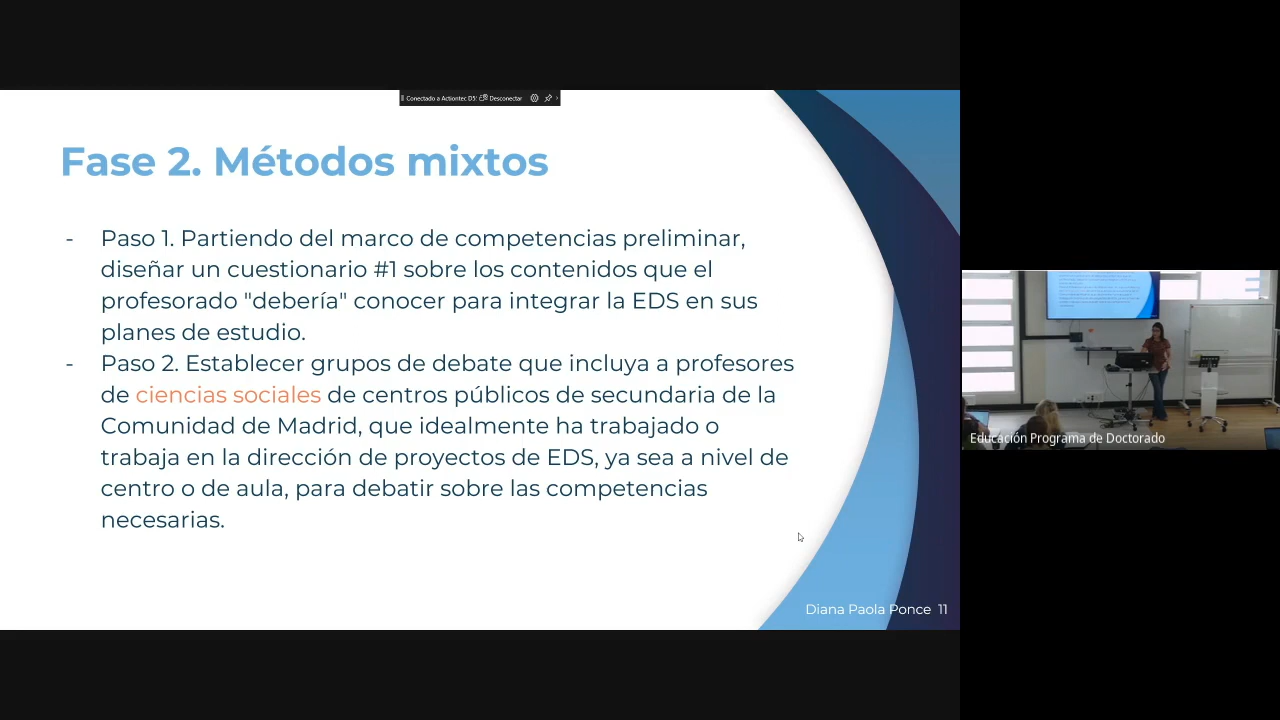 Conectado a Actiontec DS: Desconectar
Fase 2. Métodos mixtos
- Paso 1. Partiendo del marco de competencias preliminar,
diseñar un cuestionario #1 sobre los contenidos que el
profesorado "debería" conocer para integrar la EDS en sus
planes de estudio.
- Paso 2. Establecer grupos de debate que incluya a profesores
de ciencias sociales de centros públicos de secundaria de la
Comunidad de Madrid, que idealmente ha trabajado o
trabaja en la dirección de proyectos de EDS, ya sea a nivel de
centro o de aula, para debatir sobre las competencias
necesarias.
Diana Paola Ponce 11
Educación Programa de Doctorado